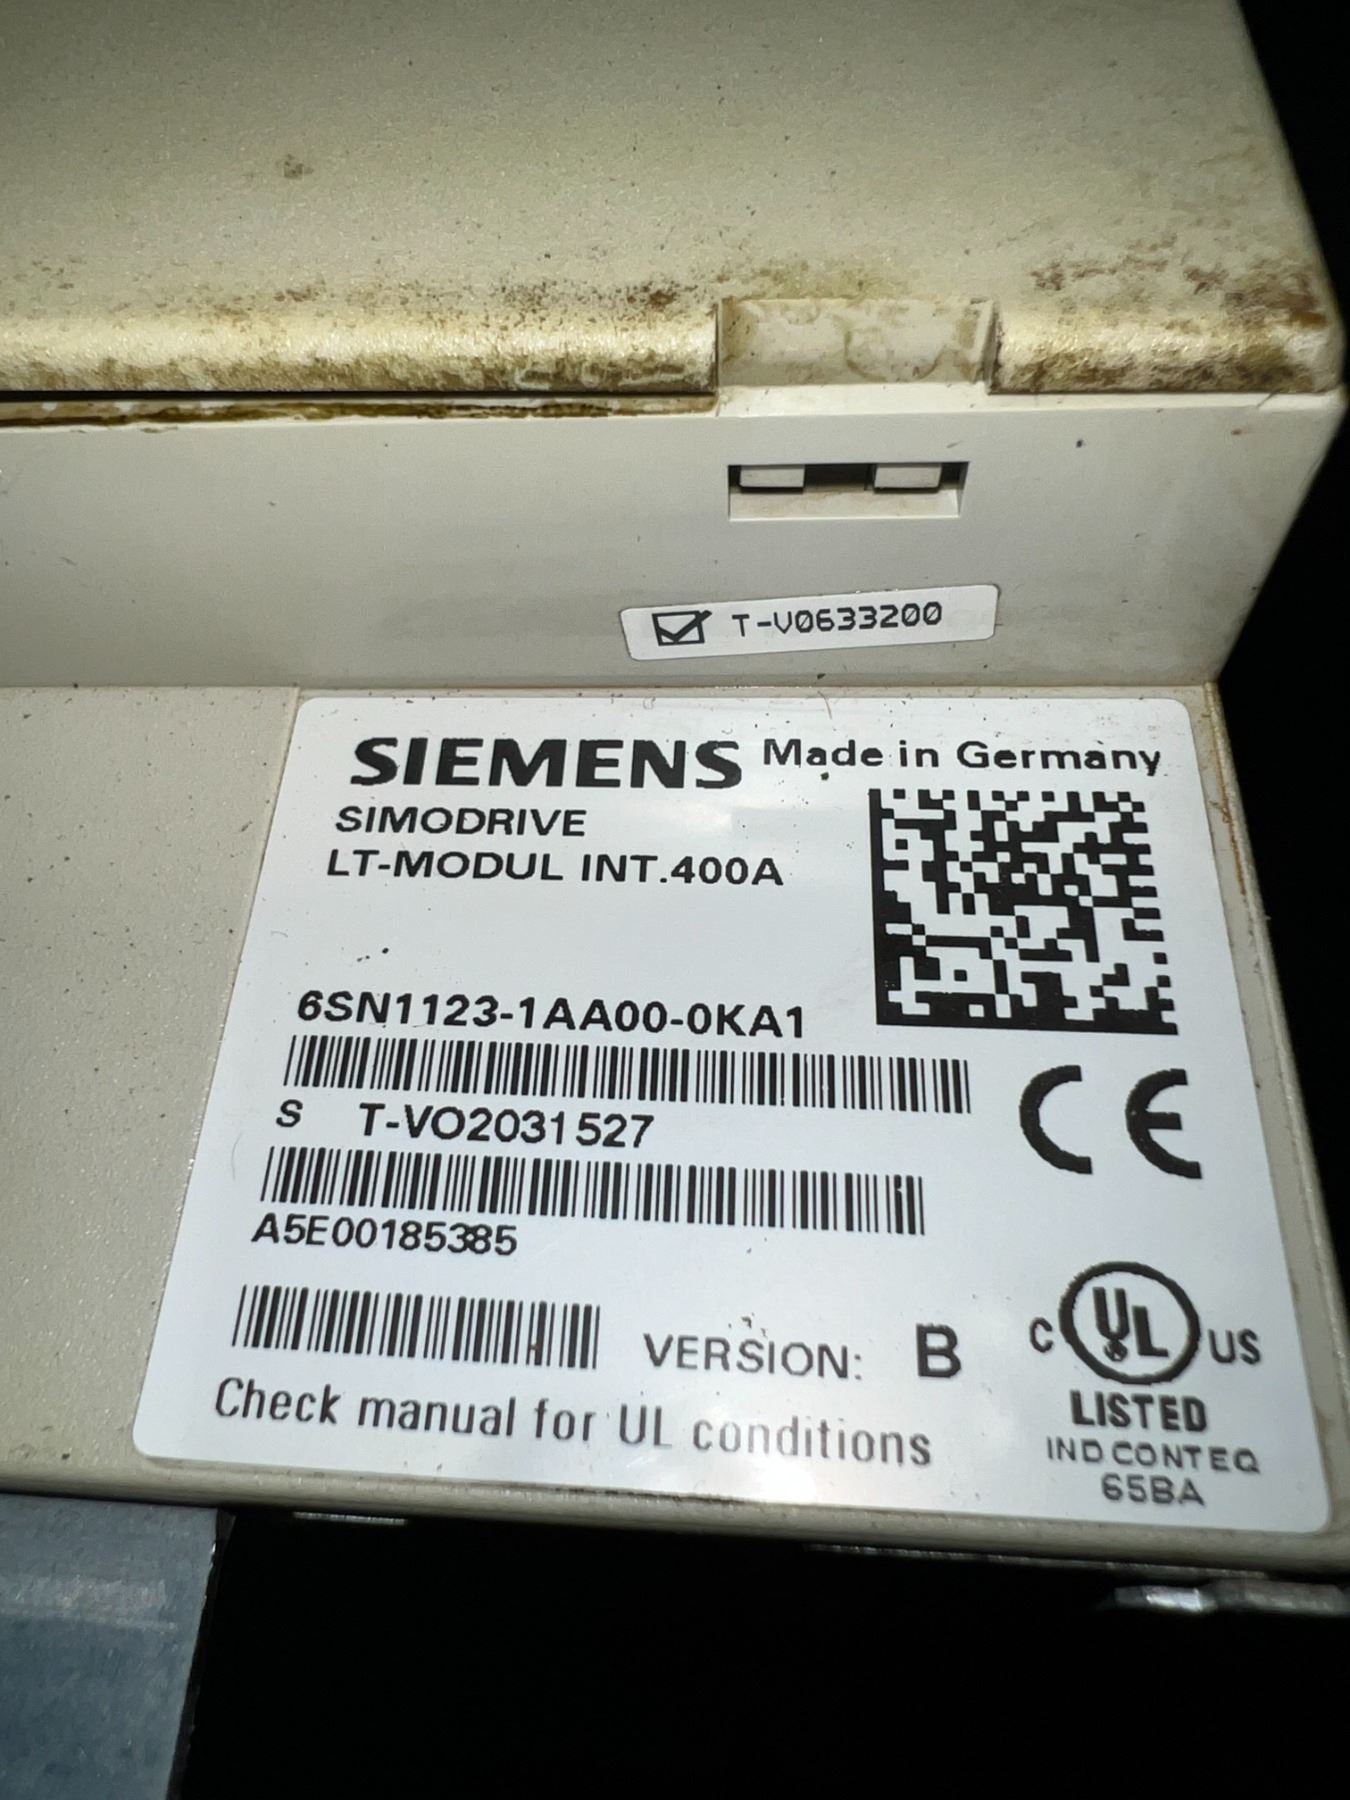 T-V0633200
SIEMENS Made in Germany
SIMODRIVE
LT-MODUL INT.400A
6SN1123-1AA00-0KA1
S T-VO2031527
A5E00185385
VERSION: B
Check manual for UL conditions
CE
C UL US
LISTED
IND CONT EQ
65BA